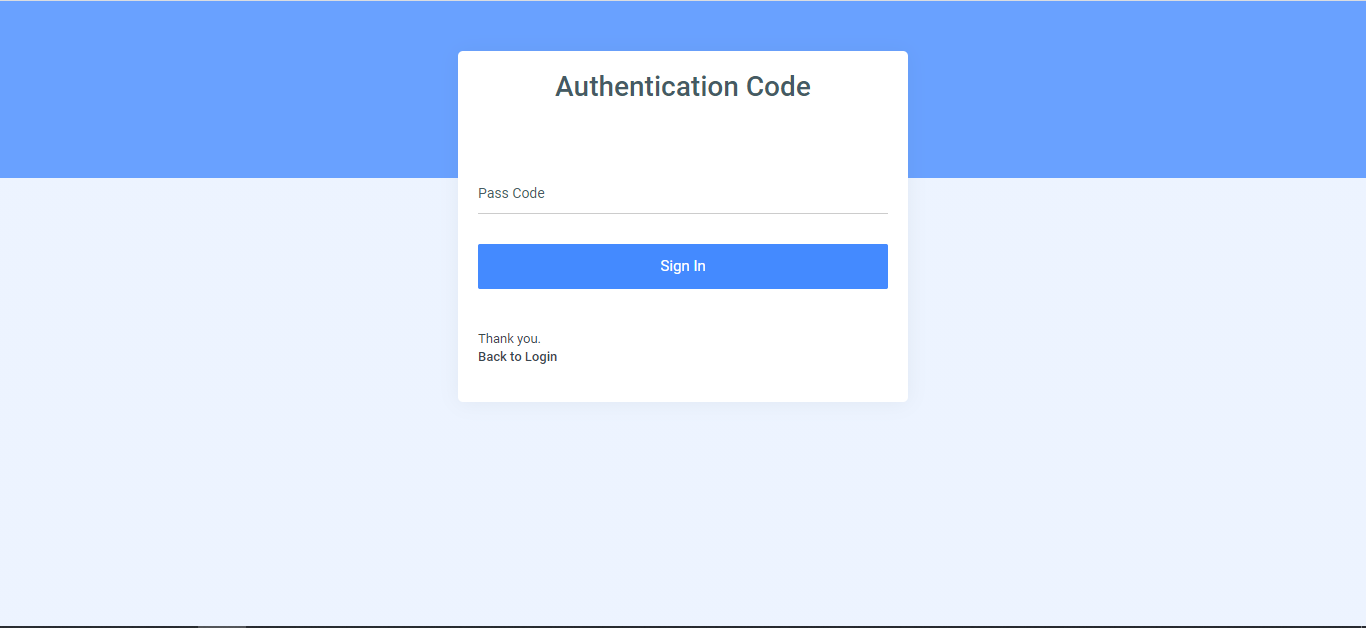 Authentication Code
Pass Code
Sign In
Thank you.
Back to Login